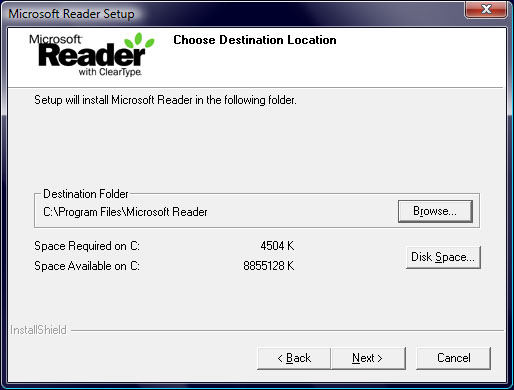 Microsoft Reader Setup
Microsoft
Reader
with ClearType.
Choose Destination Location
Setup will install Microsoft Reader in the following folder.
Destination Folder
C:\Program Files\Microsoft Reader
Browse...
Space Required on C: 4504 K
Space Available on C: 8855128 K
Disk Space...
InstallShield
< Back
Next >
Cancel